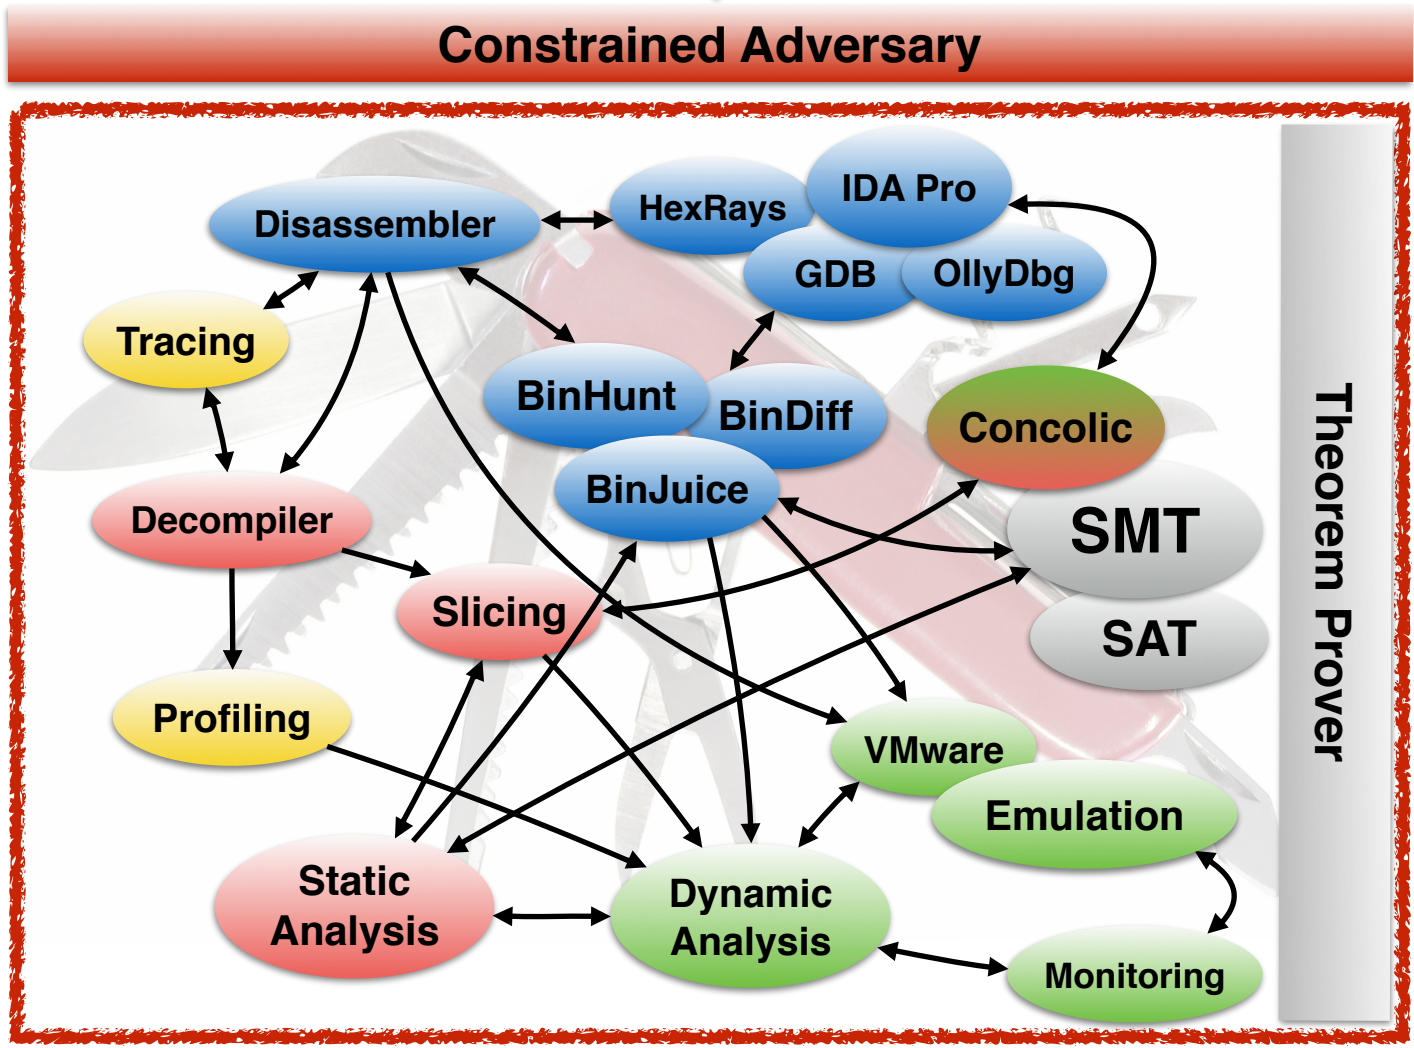 Constrained Adversary
Disassembler
HexRays
IDA Pro
GDB
OllyDbg
Tracing
BinHunt
BinDiff
Concolic
BinJuice
Decompiler
SMT
Slicing
SAT
Profiling
VMware
Emulation
Static
Analysis
Dynamic
Analysis
Monitoring
Theorem Prover